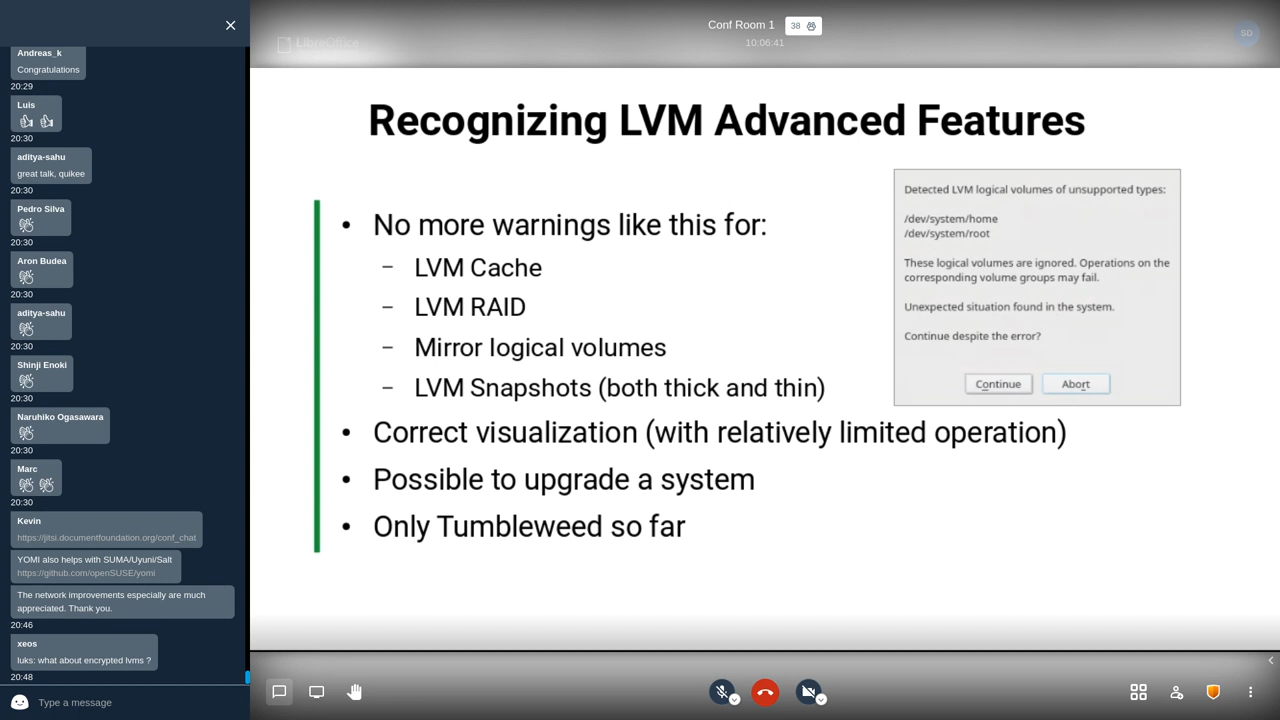 Andreas_k
Congratulations
20:29
Luis
20:30
aditya-sahu
great talk, quikee
20:30
Pedro Silva
20:30
Aron Budea
20:30
aditya-sahu
20:30
Shinji Enoki
20:30
Naruhiko Ogasawara
20:30
Marc
20:30
Kevin
https://jitsi.documentfoundation.org/conf_chat
YOMI also helps with SUMA/Uyuni/Salt
https://github.com/openSUSE/yomi
The network improvements especially are much
appreciated. Thank you.
20:46
xeos
luks: what about encrypted lvms ?
20:48
Type a message
Conf Room 1
38
10:06:41
LibreOffice
SD
Recognizing LVM Advanced Features
• No more warnings like this for:
– LVM Cache
– LVM RAID
– Mirror logical volumes
– LVM Snapshots (both thick and thin)
• Correct visualization (with relatively limited operation)
• Possible to upgrade a system
• Only Tumbleweed so far
Detected LVM logical volumes of unsupported types:
/dev/system/home
/dev/system/root
These logical volumes are ignored. Operations on the
corresponding volume groups may fail.
Unexpected situation found in the system.
Continue despite the error?
Continue
Abort